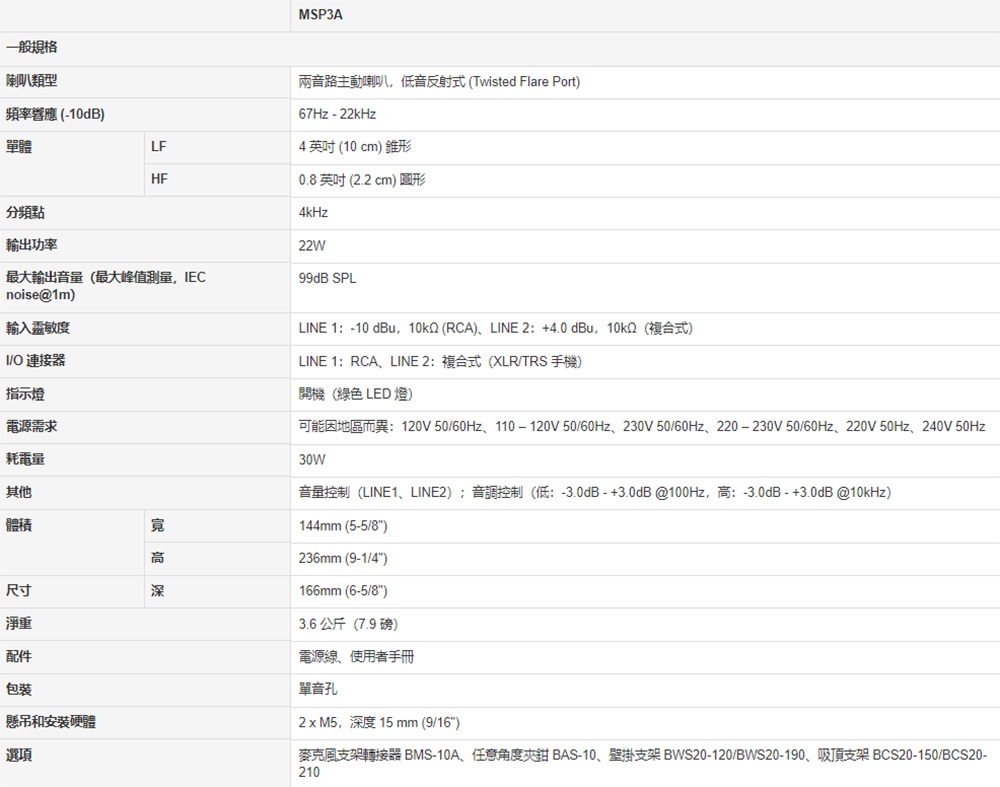 MSP3A
一般規格
喇叭類型 兩音路主動喇叭，低音反射式 (Twisted Flare Port)
頻率響應 (-10dB) 67Hz - 22kHz
單體 LF 4 英吋 (10 cm) 錐形
HF 0.8 英吋 (2.2 cm) 圓形
分頻點 4kHz
輸出功率 22W
最大輸出音量（最大峰值測量，IEC
noise@1m） 99dB SPL
輸入靈敏度 LINE 1：-10 dBu，10kΩ (RCA)、LINE 2：+4.0 dBu，10kΩ（複合式）
I/O 連接器 LINE 1：RCA、LINE 2：複合式（XLR/TRS 手機）
指示燈 開機（綠色 LED 燈）
電源需求 可能因地區而異：120V 50/60Hz、110 – 120V 50/60Hz、230V 50/60Hz、220 – 230V 50/60Hz、220V 50Hz、240V 50Hz
耗電量 30W
其他 音量控制（LINE1、LINE2）；音調控制（低：-3.0dB - +3.0dB @100Hz，高：-3.0dB - +3.0dB @10kHz）
體積 寬 144mm (5-5/8")
高 236mm (9-1/4")
尺寸 深 166mm (6-5/8")
淨重 3.6 公斤（7.9 磅）
配件 電源線、使用者手冊
包裝 單音孔
懸吊和安裝硬體 2 x M5，深度 15 mm (9/16")
選項 麥克風支架轉接器 BMS-10A、任意角度夾鉗 BAS-10、壁掛支架 BWS20-120/BWS20-190、吸頂支架 BCS20-150/BCS20-
210